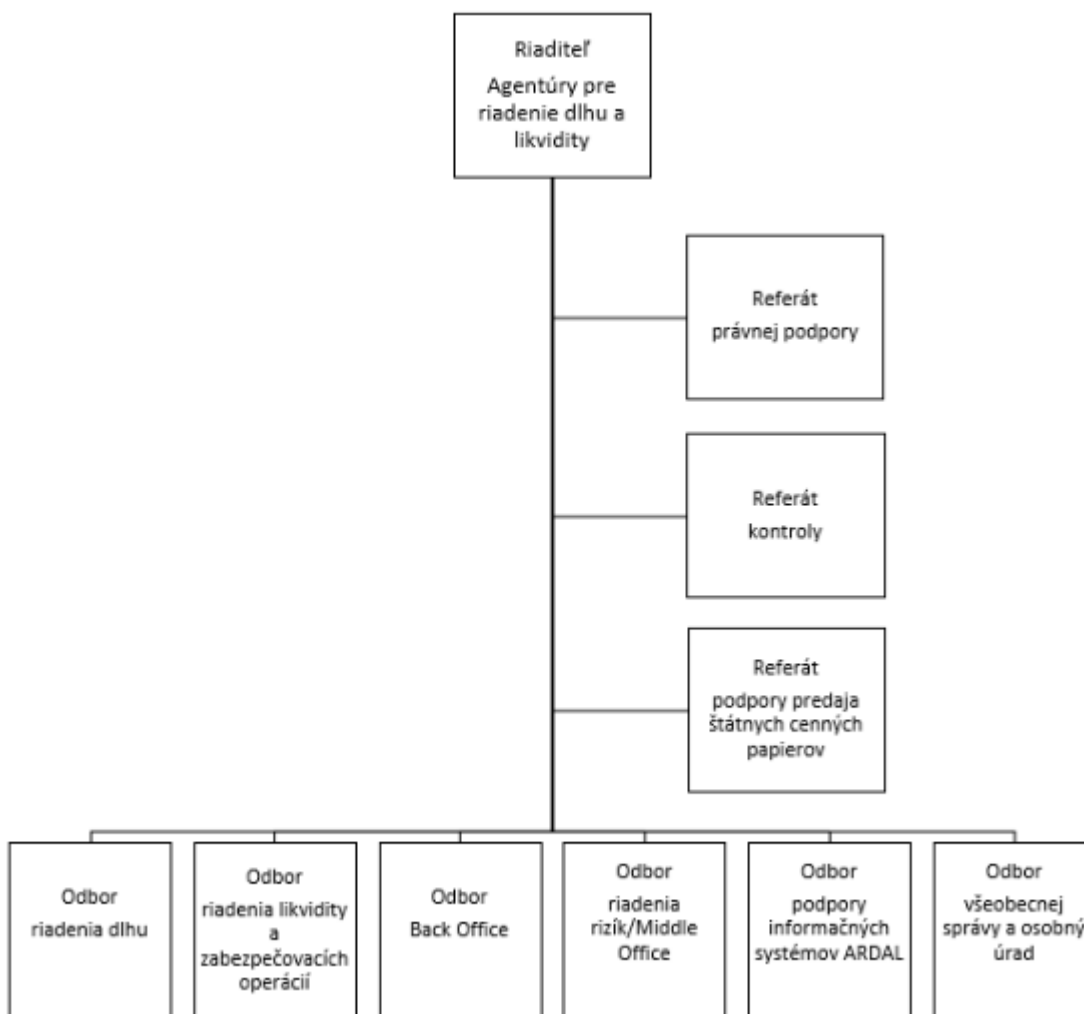 Riaditeľ
Agentúry pre
riadenie dlhu a
likvidity
Referát
právnej podpory
Referát
kontroly
Referát
podpory predaja
štátnych cenných
papierov
Odbor
riadenia dlhu
Odbor
riadenia likvidity
a
zabezpečovacích
operácií
Odbor
Back Office
Odbor
riadenia
rizík/Middle
Office
Odbor
podpory
informačných
systémov ARDAL
Odbor
všeobecnej
správy a osobný
úrad